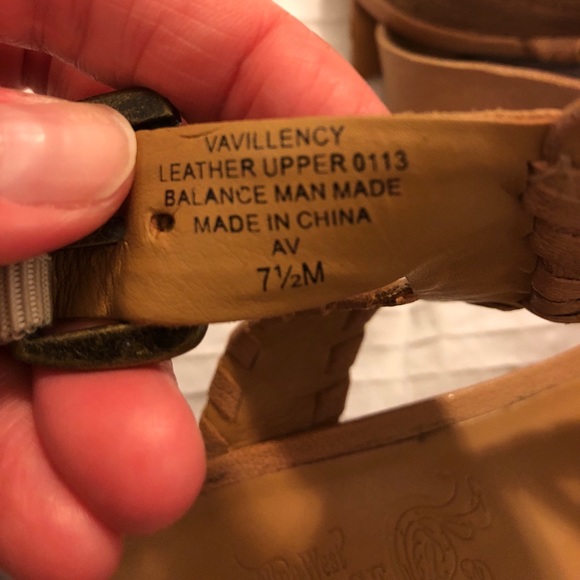 VAVILLENCY
LEATHER UPPER 0113
BALANCE MAN MADE
MADE IN CHINA
AV
7½M